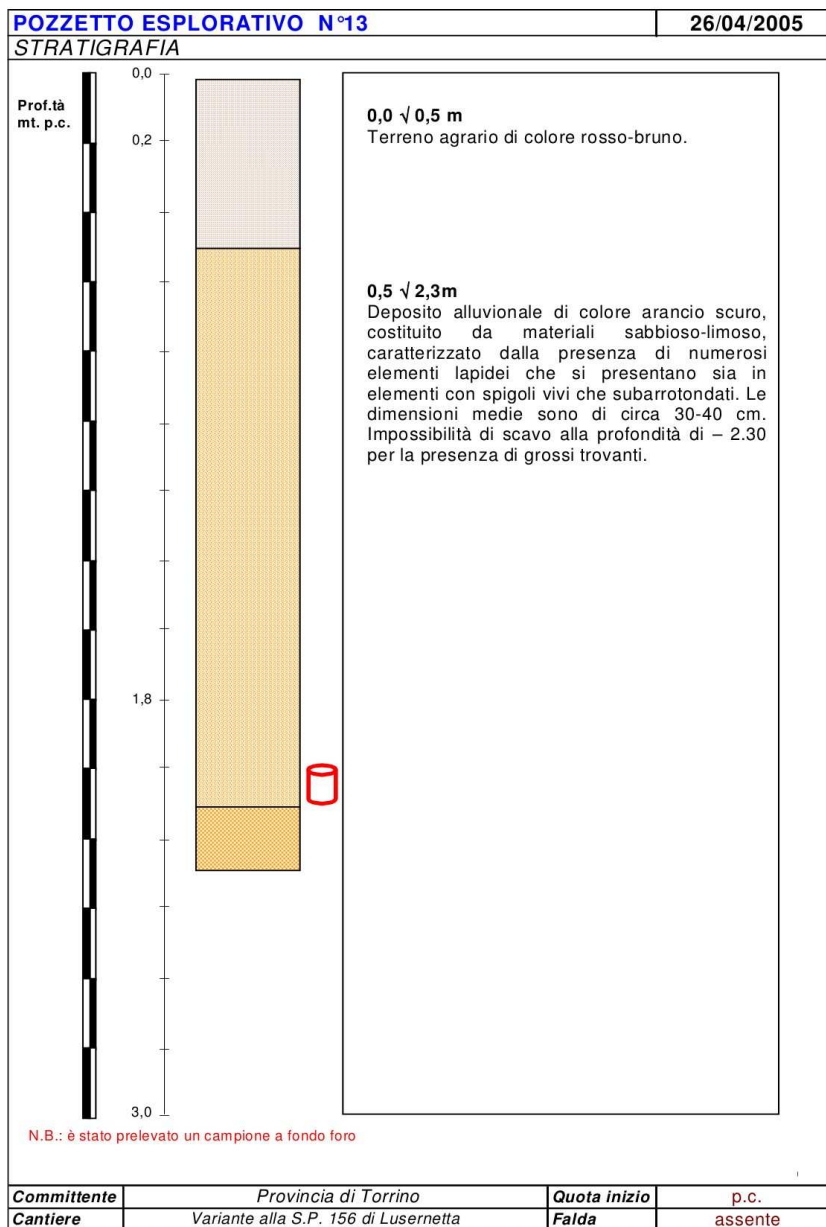 POZZETTO ESPLORATIVO N°13
26/04/2005
STRATIGRAFIA
Prof.tà
mt. p.c.
0,0
0,2
1,8
3,0
0,0 √ 0,5 m
Terreno agrario di colore rosso-bruno.
0,5 √ 2,3m
Deposito alluvionale di colore arancio scuro,
costituito da materiali sabbioso-limoso,
caratterizzato dalla presenza di numerosi
elementi lapidei che si presentano sia in
elementi con spigoli vivi che subarrotondati. Le
dimensioni medie sono di circa 30-40 cm.
Impossibilità di scavo alla profondità di – 2.30
per la presenza di grossi trovanti.
N.B.: è stato prelevato un campione a fondo foro
Committente Provincia di Torrino Quota inizio p.c.
Cantiere Variante alla S.P. 156 di Lusernetta Falda assente